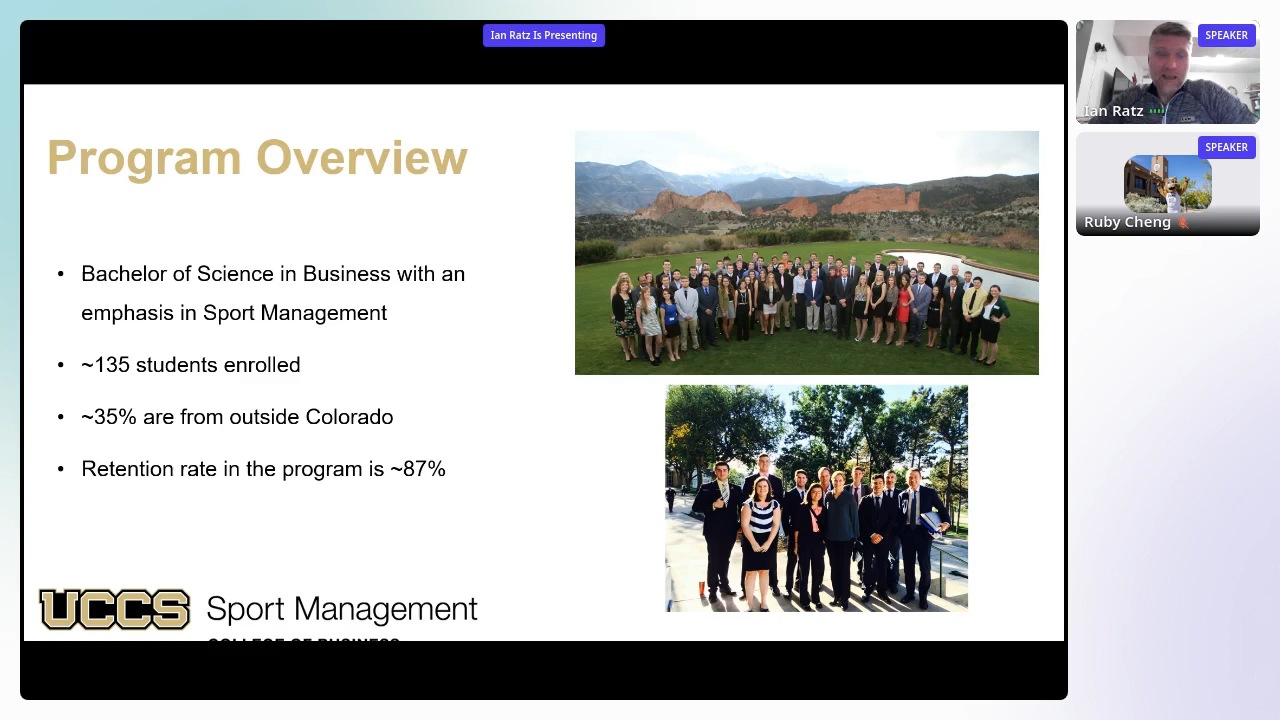 Ian Ratz Is Presenting
Program Overview
• Bachelor of Science in Business with an
emphasis in Sport Management
• ~135 students enrolled
• ~35% are from outside Colorado
• Retention rate in the program is ~87%
UCCS Sport Management
COLLEGE OF BUSINESS
SPEAKER
Ian Ratz
SPEAKER
Ruby Cheng